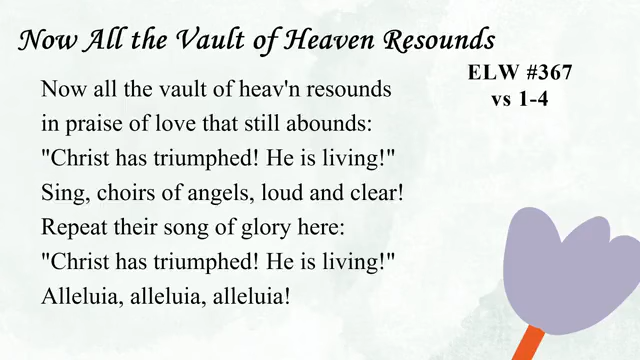 Now All the Vault of Heaven Resounds
ELW #367
vs 1-4
Now all the vault of heav'n resounds
in praise of love that still abounds:
"Christ has triumphed! He is living!"
Sing, choirs of angels, loud and clear!
Repeat their song of glory here:
"Christ has triumphed! He is living!"
Alleluia, alleluia, alleluia!